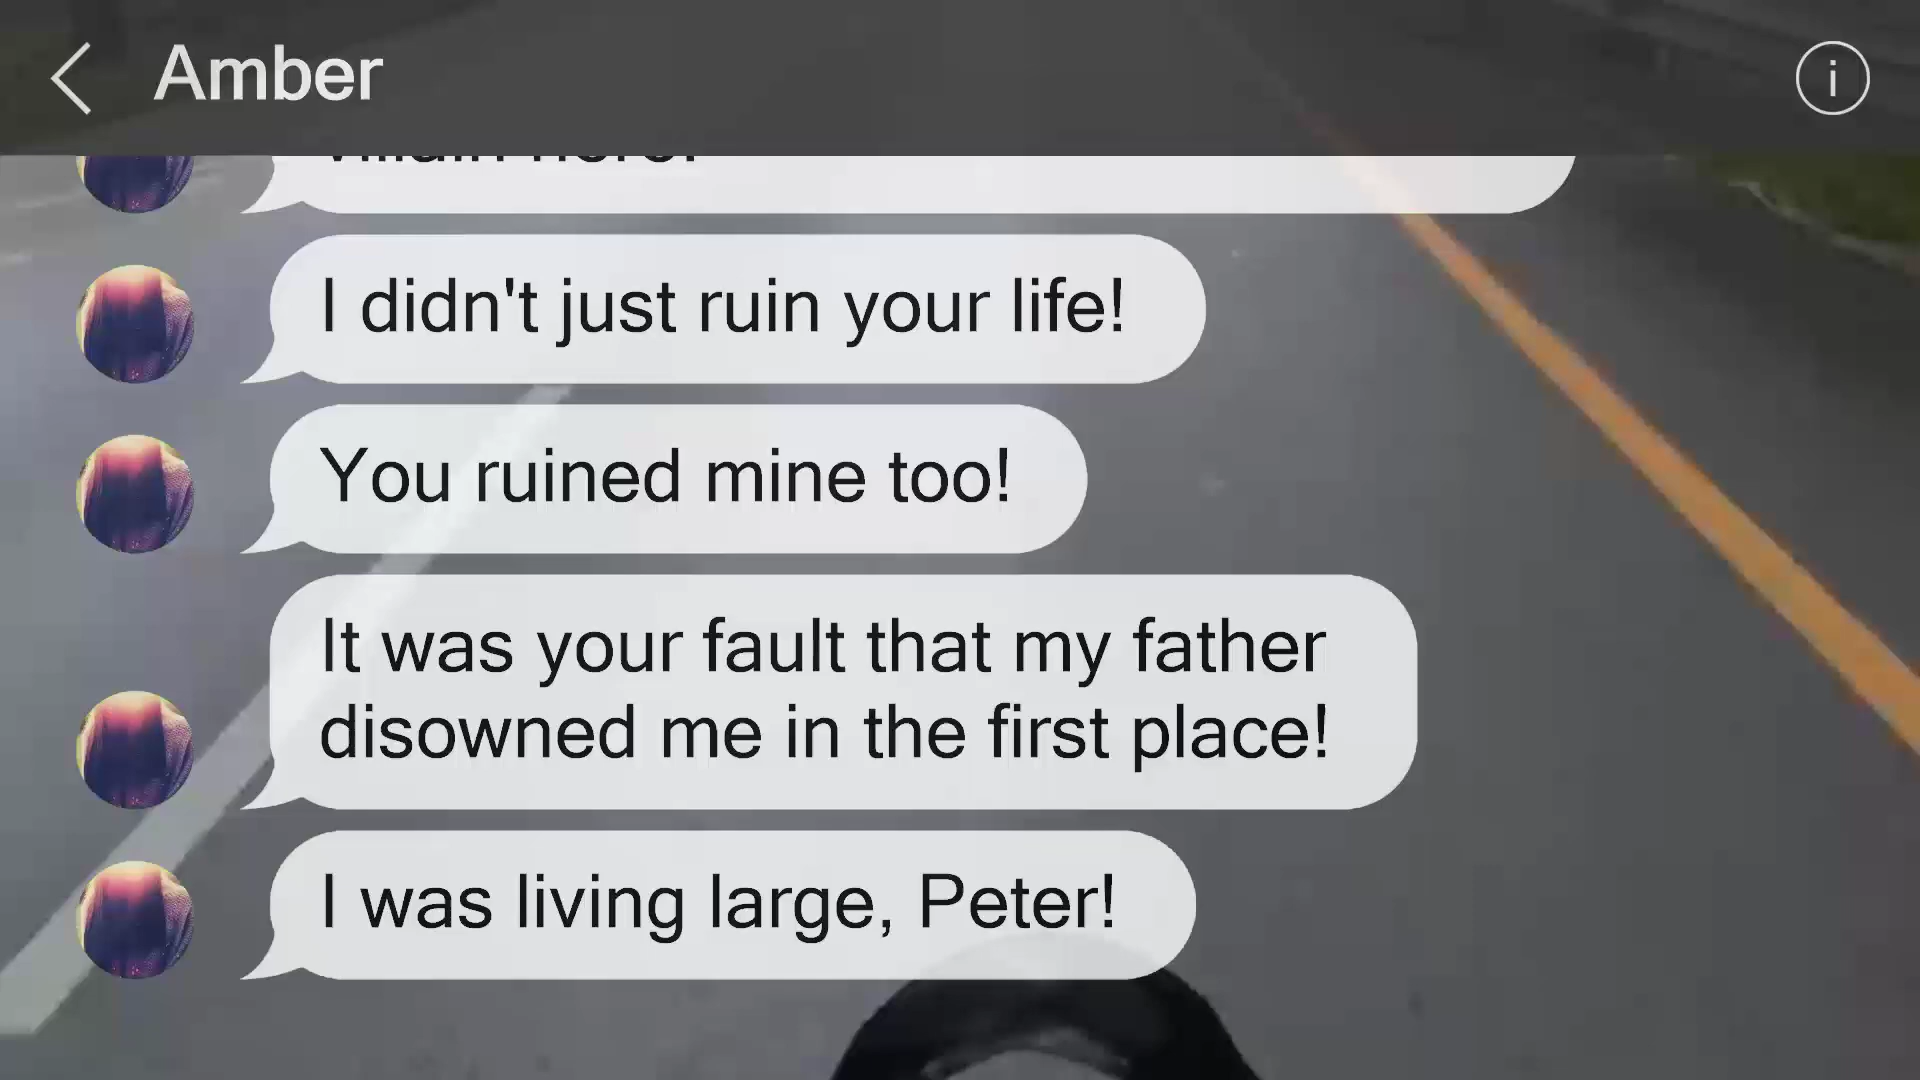 Amber
I didn't just ruin your life!
You ruined mine too!
It was your fault that my father
disowned me in the first place!
I was living large, Peter!